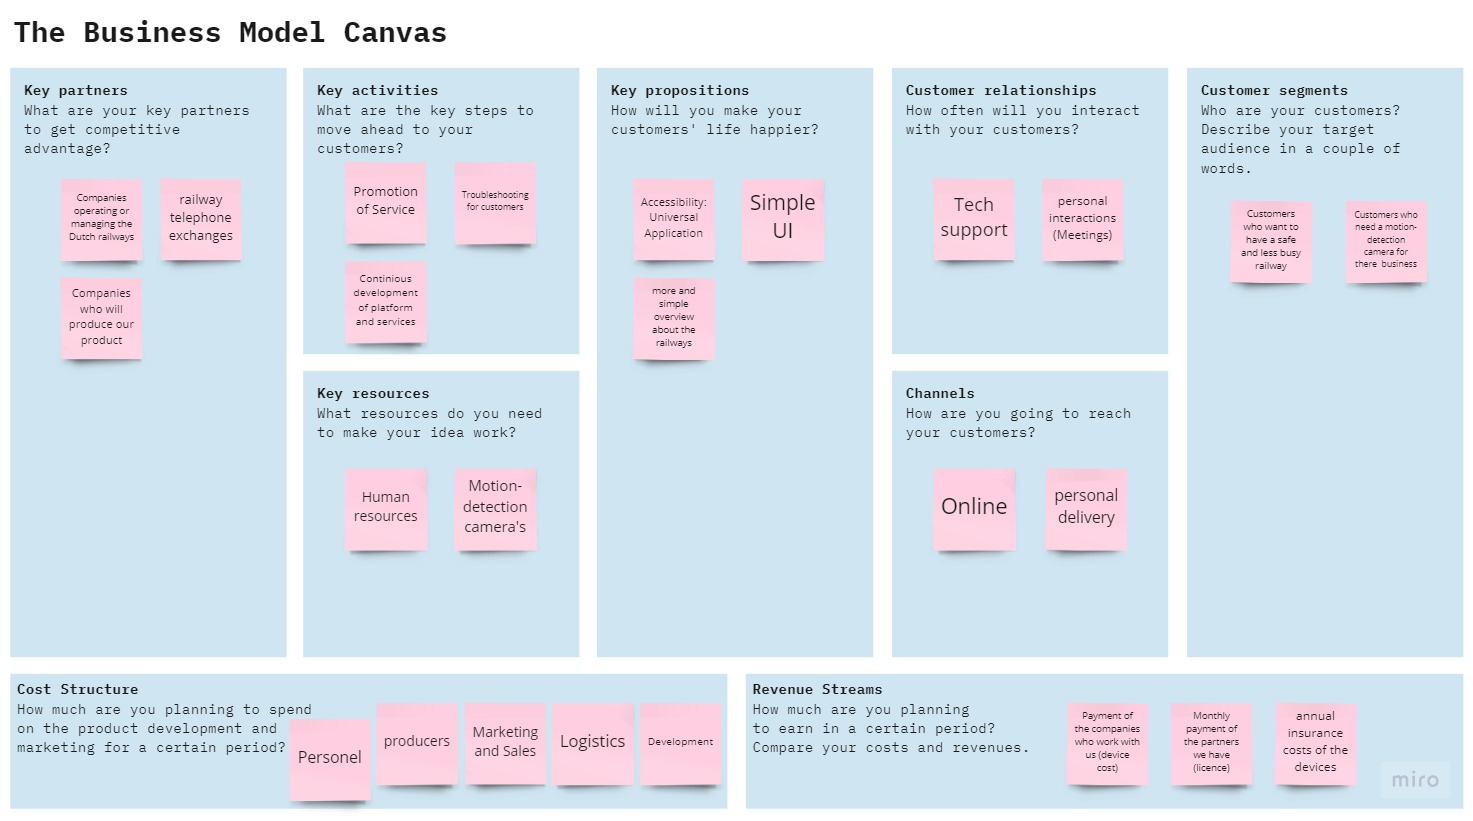 The Business Model Canvas
Key partners
What are your key partners
to get competitive
advantage?
Companies
operating or
managing the
Dutch railways
railway
telephone
exchanges
Companies
who will
produce our
product
Key activities
What are the key steps to
move ahead to your
customers?
Promotion
of Service
Troubleshooting
for customers
Continious
development
of platform
and services
Key resources
What resources do you need
to make your idea work?
Human
resources
Motion-
detection
camera's
Key propositions
How will you make your
customers' life happier?
Accessibility:
Universal
Application
Simple
UI
more and
simple
overview
about the
railways
Customer relationships
How often will you interact
with your customers?
Tech
support
personal
interactions
(Meetings)
Channels
How are you going to reach
your customers?
Online
personal
delivery
Customer segments
Who are your customers?
Describe your target
audience in a couple of
words.
Customers
who want to
have a safe
and less busy
railway
Customers who
need a motion-
detection
camera for
there business
Cost Structure
How much are you planning to spend
on the product development and
marketing for a certain period?
Personel
producers
Marketing
and Sales
Logistics
Development
Revenue Streams
How much are you planning
to earn in a certain period?
Compare your costs and revenues.
Payment of
the companies
who work with
us (device
cost)
Monthly
payment of
the partners
we have
(licence)
annual
insurance
costs of the
devices
miro